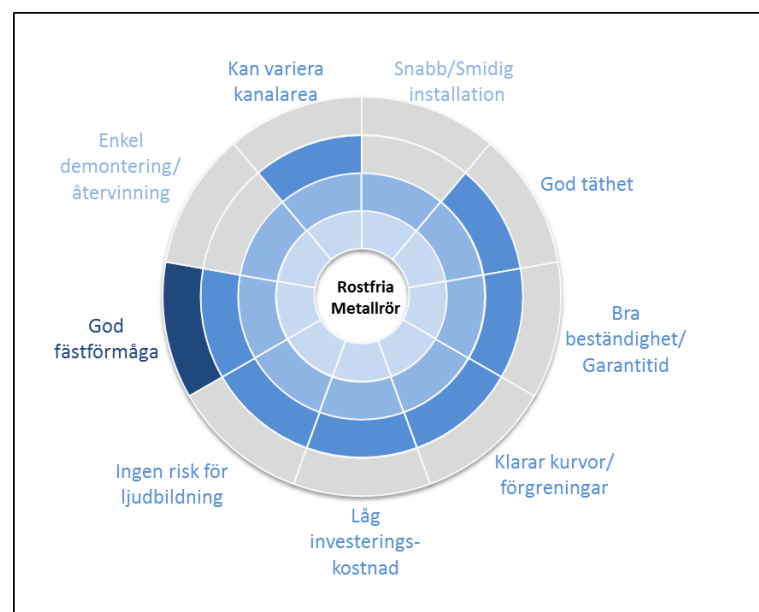 Kan variera
kanalarea
Snabb/Smidig
installation
Enkel
demontering/
återvinning
God täthet
Rostfria
Metallrör
God
fästförmåga
Bra
beständighet/
Garantitid
Ingen risk för
ljudbildning
Klarar kurvor/
förgreningar
Låg
investerings-
kostnad